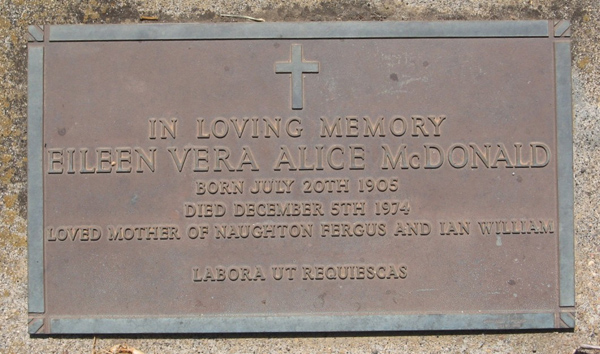 IN LOVING MEMORY
EILEEN VERA ALICE McDONALD
BORN JULY 20TH 1905
DIED DECEMBER 5TH 1974
LOVED MOTHER OF NAUGHTON FERGUS AND IAN WILLIAM
LABORA UT REQUIESCAS